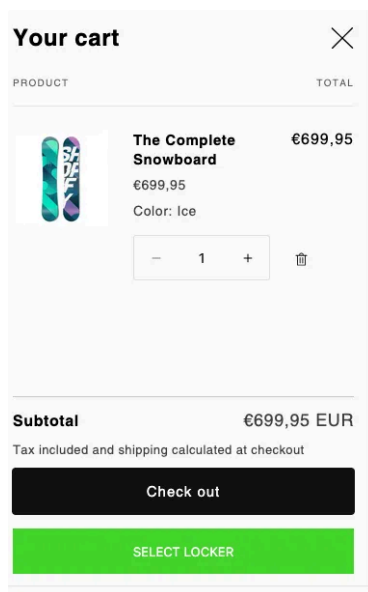 Your cart
PRODUCT TOTAL
The Complete €699,95
Snowboard
€699,95
Color: Ice
− 1 +
Subtotal €699,95 EUR
Tax included and shipping calculated at checkout
Check out
SELECT LOCKER